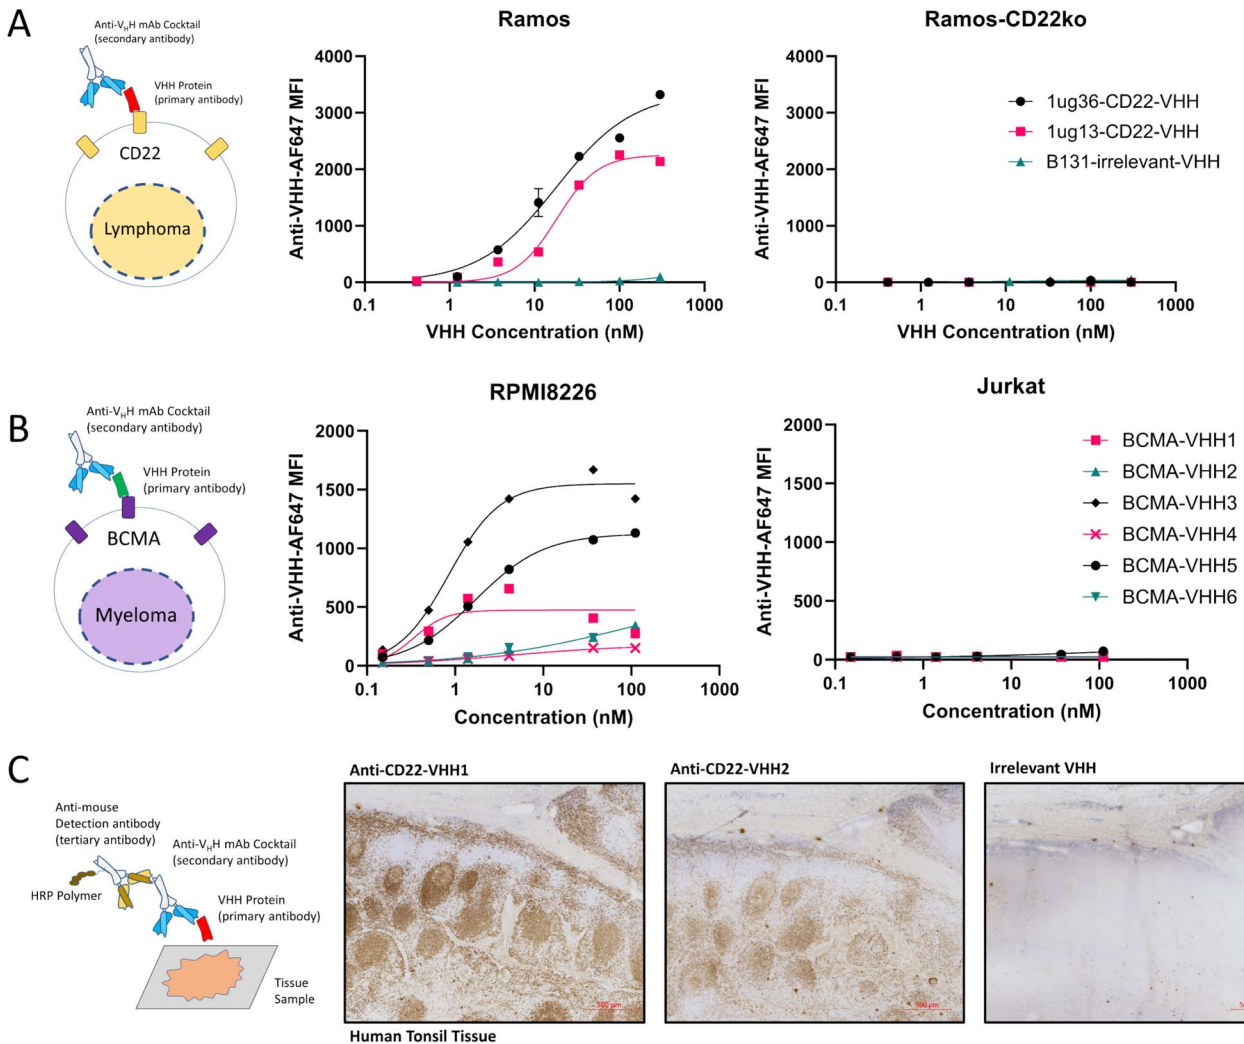 A
Anti-VHH mAb Cocktail
(secondary antibody)
VHH Protein
(primary antibody)
CD22
Lymphoma
Ramos
Anti-VHH-AF647 MFI
4000
3000
2000
1000
0
0.1 1 10 100 1000
VHH Concentration (nM)
Ramos-CD22ko
Anti-VHH-AF647 MFI
4000
3000
2000
1000
0
0.1 1 10 100 1000
VHH Concentration (nM)
1ug36-CD22-VHH
1ug13-CD22-VHH
B131-irrelevant-VHH
B
Anti-VHH mAb Cocktail
(secondary antibody)
VHH Protein
(primary antibody)
BCMA
Myeloma
RPMI8226
Anti-VHH-AF647 MFI
2000
1500
1000
500
0
0.1 1 10 100 1000
Concentration (nM)
Jurkat
Anti-VHH-AF647 MFI
2000
1500
1000
500
0
0.1 1 10 100 1000
Concentration (nM)
BCMA-VHH1
BCMA-VHH2
BCMA-VHH3
BCMA-VHH4
BCMA-VHH5
BCMA-VHH6
C
Anti-mouse
Detection antibody
(tertiary antibody)
Anti-VHH mAb Cocktail
(secondary antibody)
HRP Polymer
VHH Protein
(primary antibody)
Tissue
Sample
Anti-CD22-VHH1
500 µm
Human Tonsil Tissue
Anti-CD22-VHH2
500 µm
Irrelevant VHH